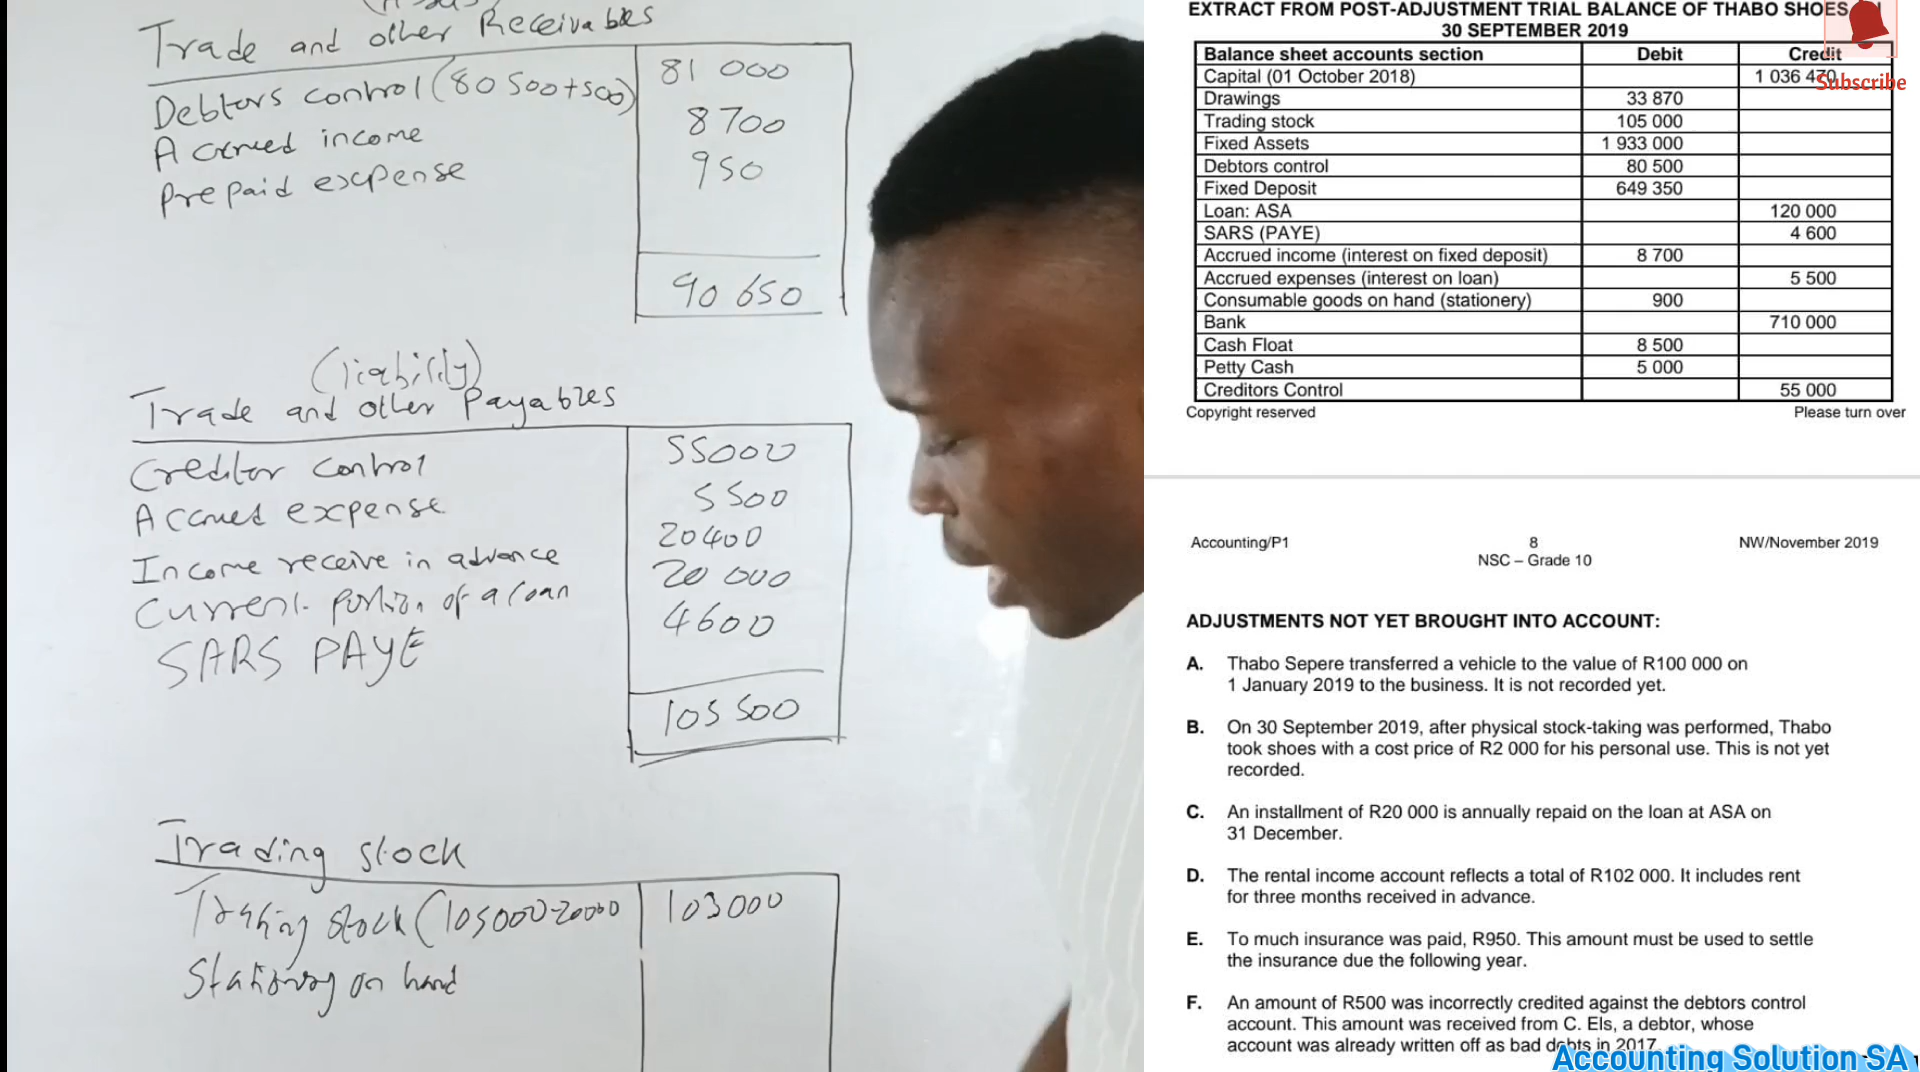 Trade and other Receivables
Debtors control (80 500+500) 81 000
Accrued income 8 700
Prepaid expense 950
90 650
(liability)
Trade and other Payables
Creditor control 55000
Accrued expense 5 500
Income receive in advance 20400
Current portion of a loan 20 000
SARS PAYE 4600
105 500
Trading stock
Trading stock (105000-20000 103000
Stationery on hand
EXTRACT FROM POST-ADJUSTMENT TRIAL BALANCE OF THABO SHOES
30 SEPTEMBER 2019
Balance sheet accounts section Debit Credit
Capital (01 October 2018) 1 036 470
Subscribe
Drawings 33 870
Trading stock 105 000
Fixed Assets 1 933 000
Debtors control 80 500
Fixed Deposit 649 350
Loan: ASA 120 000
SARS (PAYE) 4 600
Accrued income (interest on fixed deposit) 8 700
Accrued expenses (interest on loan) 5 500
Consumable goods on hand (stationery) 900
Bank 710 000
Cash Float 8 500
Petty Cash 5 000
Creditors Control 55 000
Copyright reserved Please turn over
Accounting/P1 8 NW/November 2019
NSC – Grade 10
ADJUSTMENTS NOT YET BROUGHT INTO ACCOUNT:
A. Thabo Sepere transferred a vehicle to the value of R100 000 on
1 January 2019 to the business. It is not recorded yet.
B. On 30 September 2019, after physical stock-taking was performed, Thabo
took shoes with a cost price of R2 000 for his personal use. This is not yet
recorded.
C. An installment of R20 000 is annually repaid on the loan at ASA on
31 December.
D. The rental income account reflects a total of R102 000. It includes rent
for three months received in advance.
E. To much insurance was paid, R950. This amount must be used to settle
the insurance due the following year.
F. An amount of R500 was incorrectly credited against the debtors control
account. This amount was received from C. Els, a debtor, whose
account was already written off as bad debts in 2017.
Accounting Solution SA